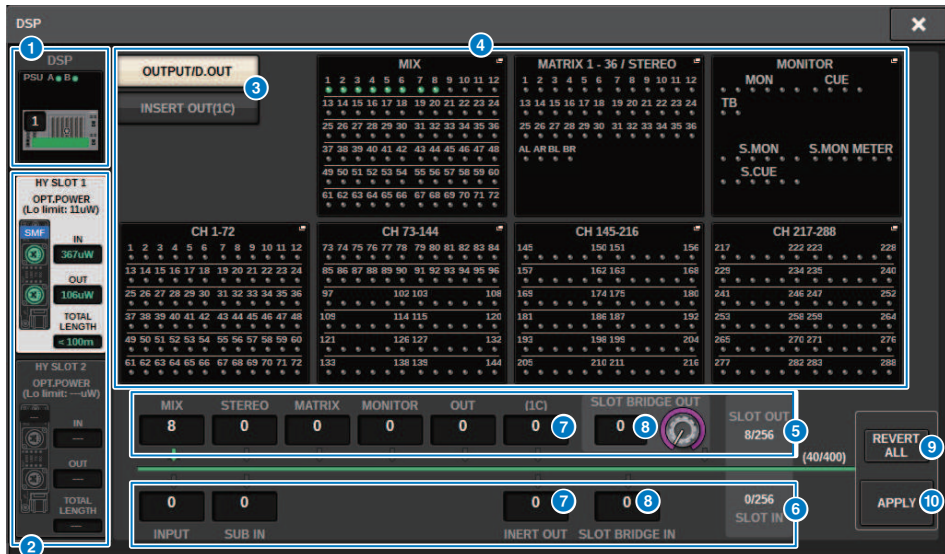 DSP
1
DSP
PSU A B
1
HY SLOT 1
OPT.POWER
(Lo limit: 11uW)
SMF
IN
367uW
OUT
106uW
TOTAL
LENGTH
< 100m
HY SLOT 2
OPT.POWER
(Lo limit: ---uW)
---
IN
---
OUT
---
TOTAL
LENGTH
---
2
4
OUTPUT/D.OUT
3
INSERT OUT(1C)
MIX
1 2 3 4 5 6 7 8 9 10 11 12
13 14 15 16 17 18 19 20 21 22 23 24
25 26 27 28 29 30 31 32 33 34 35 36
37 38 39 40 41 42 43 44 45 46 47 48
49 50 51 52 53 54 55 56 57 58 59 60
61 62 63 64 65 66 67 68 69 70 71 72
MATRIX 1 - 36 / STEREO
1 2 3 4 5 6 7 8 9 10 11 12
13 14 15 16 17 18 19 20 21 22 23 24
25 26 27 28 29 30 31 32 33 34 35 36
AL AR BL BR
MONITOR
MON CUE
TB
S.MON S.MON METER
S.CUE
CH 1-72
1 2 3 4 5 6 7 8 9 10 11 12
13 14 15 16 17 18 19 20 21 22 23 24
25 26 27 28 29 30 31 32 33 34 35 36
37 38 39 40 41 42 43 44 45 46 47 48
49 50 51 52 53 54 55 56 57 58 59 60
61 62 63 64 65 66 67 68 69 70 71 72
CH 73-144
73 74 75 76 77 78 79 80 81 82 83 84
85 86 87 88 89 90 91 92 93 94 95 96
97 102 103 108
109 114 115 120
121 126 127 132
133 138 139 144
CH 145-216
145 150 151 156
157 162 163 168
169 174 175 180
181 186 187 192
193 198 199 204
205 210 211 216
CH 217-288
217 222 223 228
229 234 235 240
241 246 247 252
253 258 259 264
265 270 271 276
277 282 283 288
MIX STEREO MATRIX MONITOR OUT (1C) SLOT BRIDGE OUT
8 0 0 0 0 0 7 0 8
SLOT OUT
8/256
5
(40/400)
0 0 0 7 0 8
0/256
SLOT IN
6
INPUT SUB IN INERT OUT SLOT BRIDGE IN
REVERT
ALL
9
APPLY
10